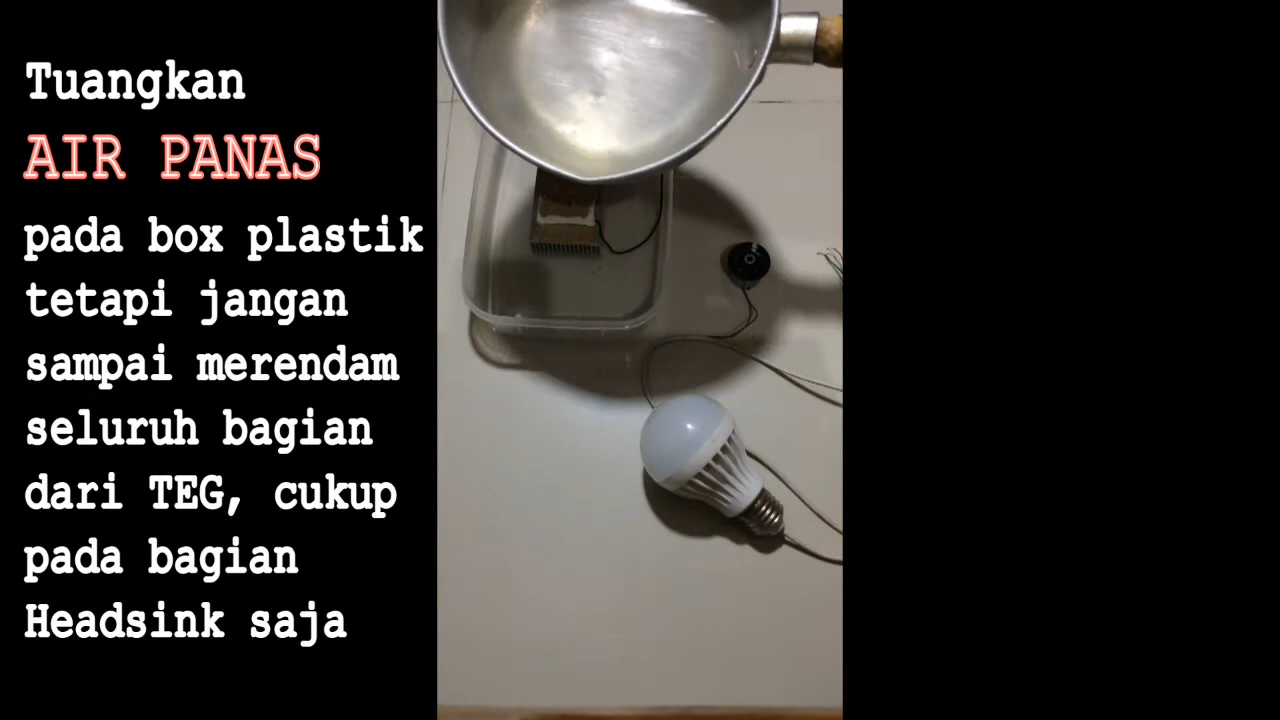 Tuangkan
AIR PANAS
pada box plastik
tetapi jangan
sampai merendam
seluruh bagian
dari TEG, cukup
pada bagian
Headsink saja